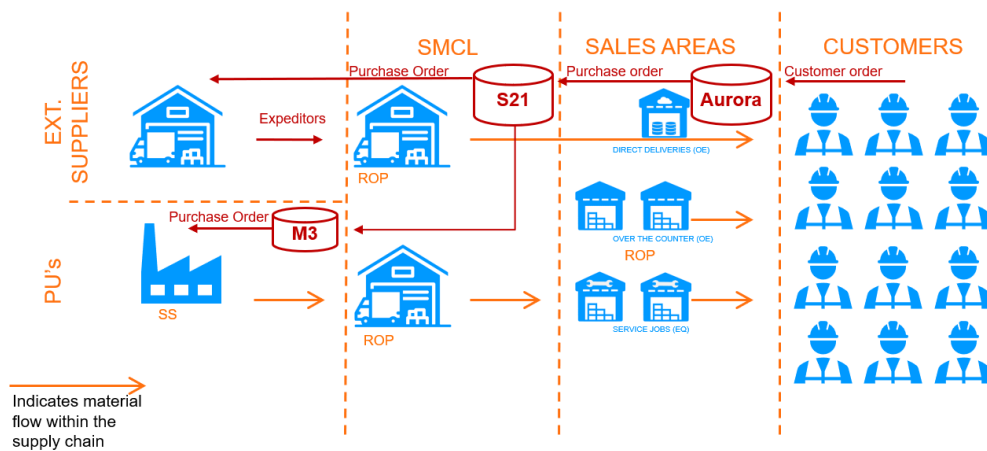 SMCL
SALES AREAS
CUSTOMERS
EXT.
SUPPLIERS
Purchase Order
S21
Purchase order
Aurora
Customer order
Expeditors
ROP
DIRECT DELIVERIES (OE)
PU's
Purchase Order
M3
SS
ROP
OVER THE COUNTER (OE)
ROP
SERVICE JOBS (EQ)
Indicates material
flow within the
supply chain